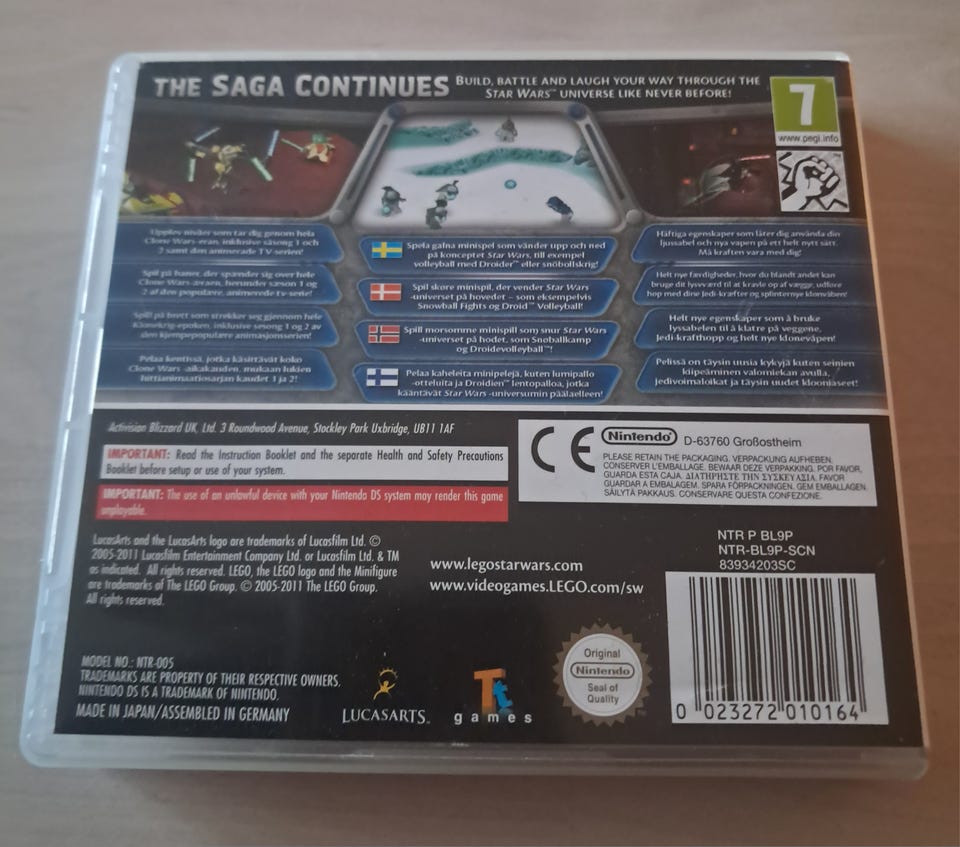 THE SAGA CONTINUES
BUILD, BATTLE AND LAUGH YOUR WAY THROUGH THE
STAR WARS™ UNIVERSE LIKE NEVER BEFORE!
7
www.pegi.info
Upplev nivåer som tar dig genom hela
Clone Wars-eran, inklusive säsong 1 och
2 samt den animerade TV-serien!
Spela galna minispel som vänder upp och ned
på konceptet Star Wars, till exempel
volleyball med Droider™ eller snöbollskrig!
Häftiga egenskaper som låter dig använda din
ljussabel och nya vapen på ett helt nytt sätt.
Må kraften vara med dig!
Spil på baner, der spænder sig over hele
Clone Wars-æraen, herunder sæson 1 og
2 af den populære, animerede tv-serie!
Spil skøre minispil, der vender Star Wars
-universet på hovedet – som eksempelvis
Snowball Fights og Droid™ Volleyball!
Helt nye færdigheder, hvor du blandt andet kan
bruge dit lyssværd til at kravle op af vægge, udføre
hop med dine Jedi-kræfter og splinternye klonvåben!
Spill på brett som strekker seg gjennom hele
Klonekrig-epoken, inklusive sesong 1 og 2 av
den kjempepopulære animasjonsserien!
Spill morsomme minispill som snur Star Wars
-universet på hodet, som Snøballkamp
og Droidevolleyball™!
Helt nye egenskaper som å bruke
lyssabelen til å klatre på veggene,
Jedi-krafthopp og helt nye klonevåpen!
Pelaa kenttiä, jotka käsittävät koko
Clone Wars -aikakauden, mukaan lukien
hittianimaatiosarjan kaudet 1 ja 2!
Pelaa kaheleita minipelejä, kuten lumipallo
-otteluita ja Droidien™ lentopalloa, jotka
kääntävät Star Wars -universumin päälaelleen!
Pelissä on täysin uusia kykyjä kuten seinien
kiipeäminen valomiekan avulla,
Jedivoimaloikat ja täysin uudet klooniaseet!
Activision Blizzard UK, Ltd. 3 Roundwood Avenue, Stockley Park Uxbridge, UB11 1AF
IMPORTANT: Read the Instruction Booklet and the separate Health and Safety Precautions
Booklet before setup or use of your system.
IMPORTANT: The use of an unlawful device with your Nintendo DS system may render this game
unplayable.
CE
Nintendo®
D-63760 Großostheim
PLEASE RETAIN THE PACKAGING. VERPACKUNG AUFHEBEN.
CONSERVER L'EMBALLAGE. BEWAAR DEZE VERPAKKING. POR FAVOR,
GUARDA ESTA CAJA. ΔΙΑΤΗΡΗΣΤΕ ΤΗΝ ΣΥΣΚΕΥΑΣΙΑ. FAVOR
GUARDAR A EMBALAGEM. SPARA FÖRPACKNINGEN. GEM EMBALLAGEN.
SÄILYTÄ PAKKAUS. CONSERVARE QUESTA CONFEZIONE.
LucasArts and the LucasArts logo are trademarks of Lucasfilm Ltd. ©
2005-2011 Lucasfilm Entertainment Company Ltd. or Lucasfilm Ltd. & TM
as indicated. All rights reserved. LEGO, the LEGO logo and the Minifigure
are trademarks of The LEGO Group. © 2005-2011 The LEGO Group.
All rights reserved.
www.legostarwars.com
www.videogames.LEGO.com/sw
NTR P BL9P
NTR-BL9P-SCN
83934203SC
MODEL NO.: NTR-005
TRADEMARKS ARE PROPERTY OF THEIR RESPECTIVE OWNERS.
NINTENDO DS IS A TRADEMARK OF NINTENDO.
MADE IN JAPAN/ASSEMBLED IN GERMANY
LUCASARTS™
Tt
games
Original
Nintendo
Seal of
Quality
0 023272 010164